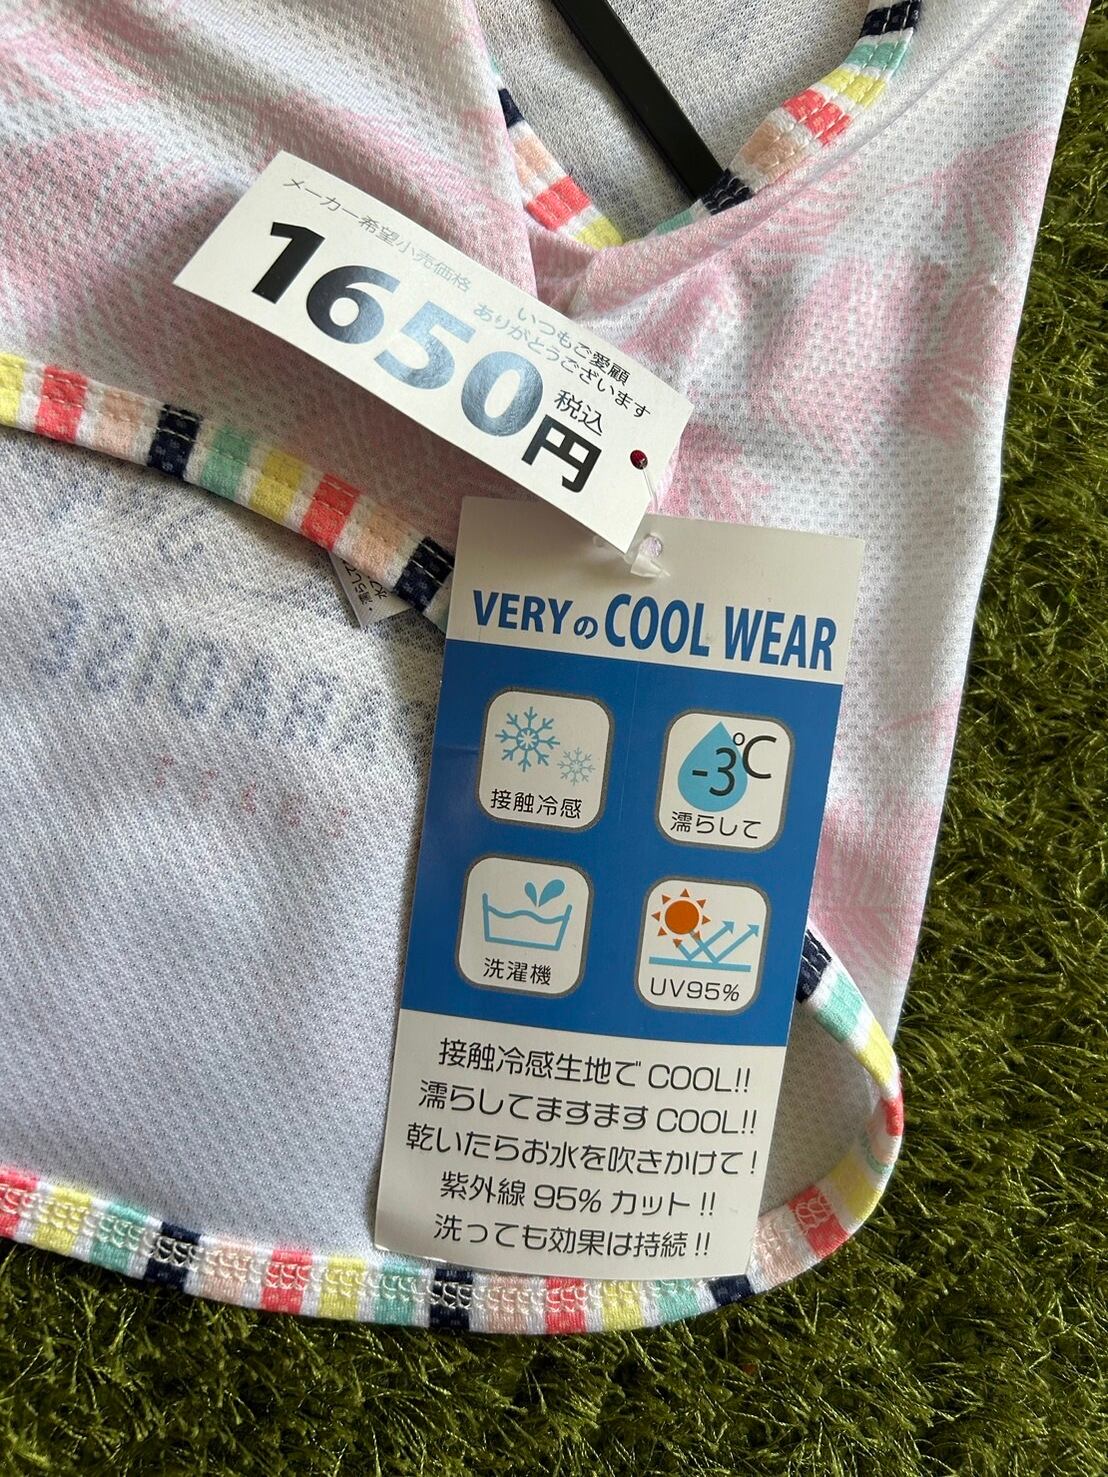 メーカー希望小売価格
いつもご愛顧
ありがとうございます
1650円
税込
・濡らして
VERYのCOOL WEAR
接触冷感
-3℃
濡らして
洗濯機
UV95%
接触冷感生地でCOOL!!
濡らしてますますCOOL!!
乾いたらお水を吹きかけて!
紫外線95%カット!!
洗っても効果は持続!!